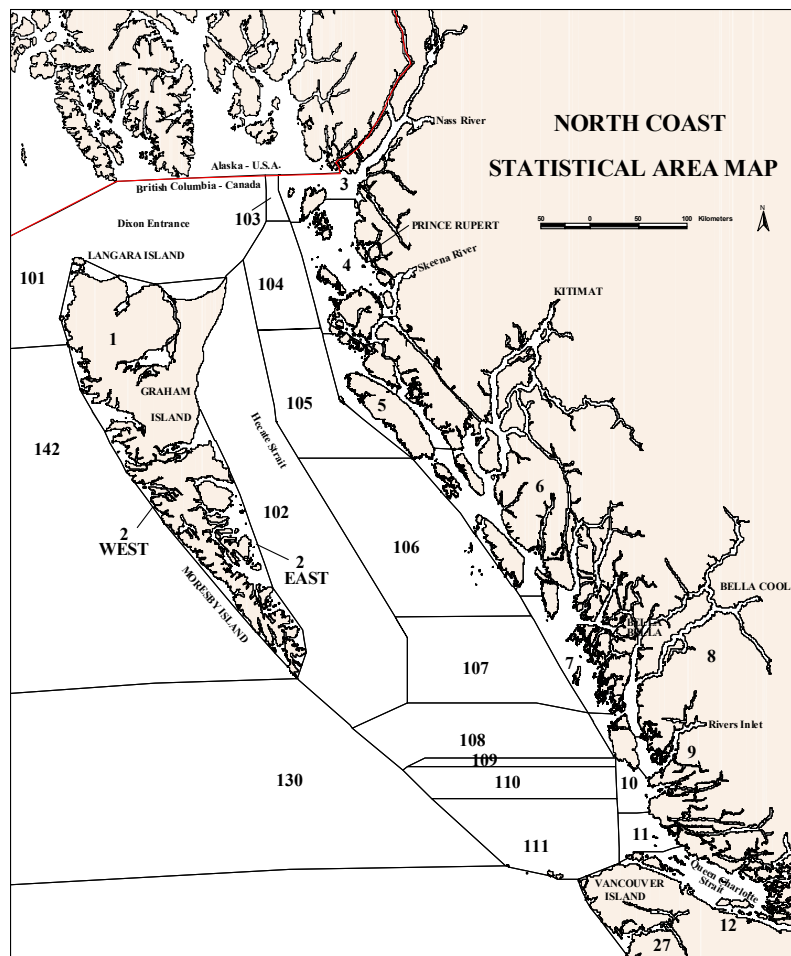 Nass River
NORTH COAST
STATISTICAL AREA MAP
Alaska - U.S.A.
British Columbia - Canada
3
N
103
50 0 50 100 Kilometers
Dixon Entrance
PRINCE RUPERT
LANGARA ISLAND
4
Skeena River
101
104
KITIMAT
1
GRAHAM
ISLAND
105
5
Hecate Strait
142
6
102
2
WEST
106
2
EAST
BELLA COOL
MORESBY ISLAND
BELLA
BELLA
107
7
8
Rivers Inlet
108
9
109
130
110
10
111
11
Queen Charlotte
Strait
VANCOUVER
ISLAND
12
27